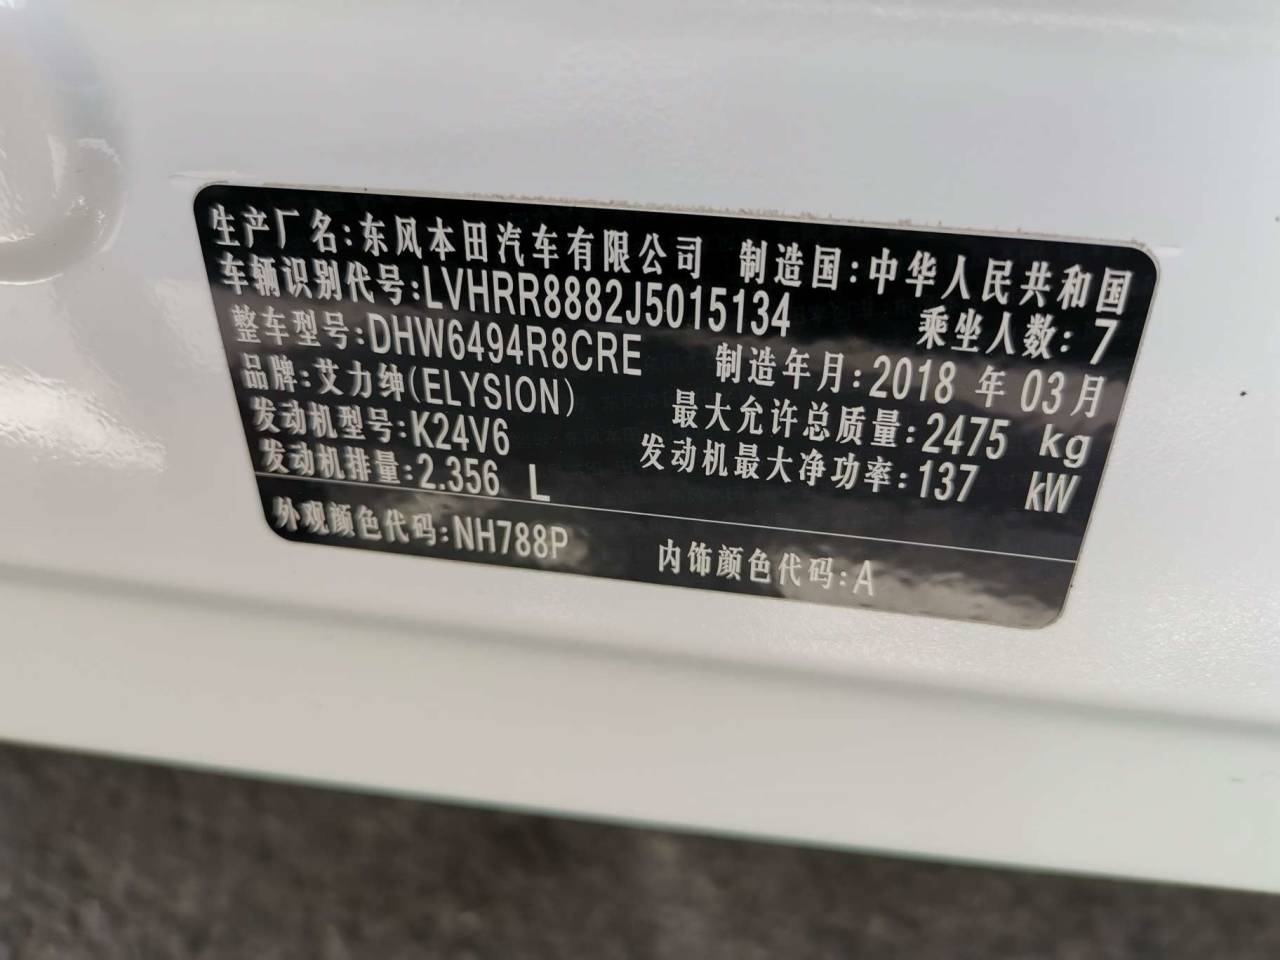 生产厂名:东风本田汽车有限公司 制造国:中华人民共和国
车辆识别代号:LVHRR8882J5015134 乘坐人数:7
整车型号:DHW6494R8CRE 制造年月:2018 年 03 月
品牌:艾力绅(ELYSION) 最大允许总质量:2475 kg
发动机型号:K24V6 发动机最大净功率:137 kW
发动机排量:2.356 L
外观颜色代码:NH788P 内饰颜色代码:A